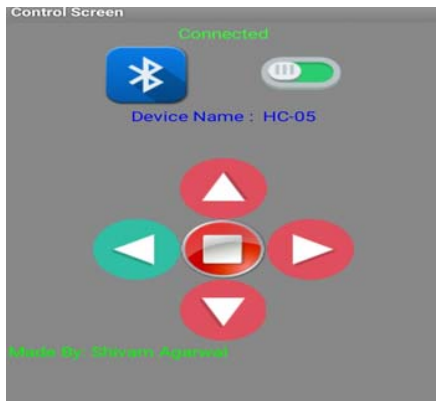 Control Screen
Connected
Device Name : HC-05
Made By: Shivam Agarwal